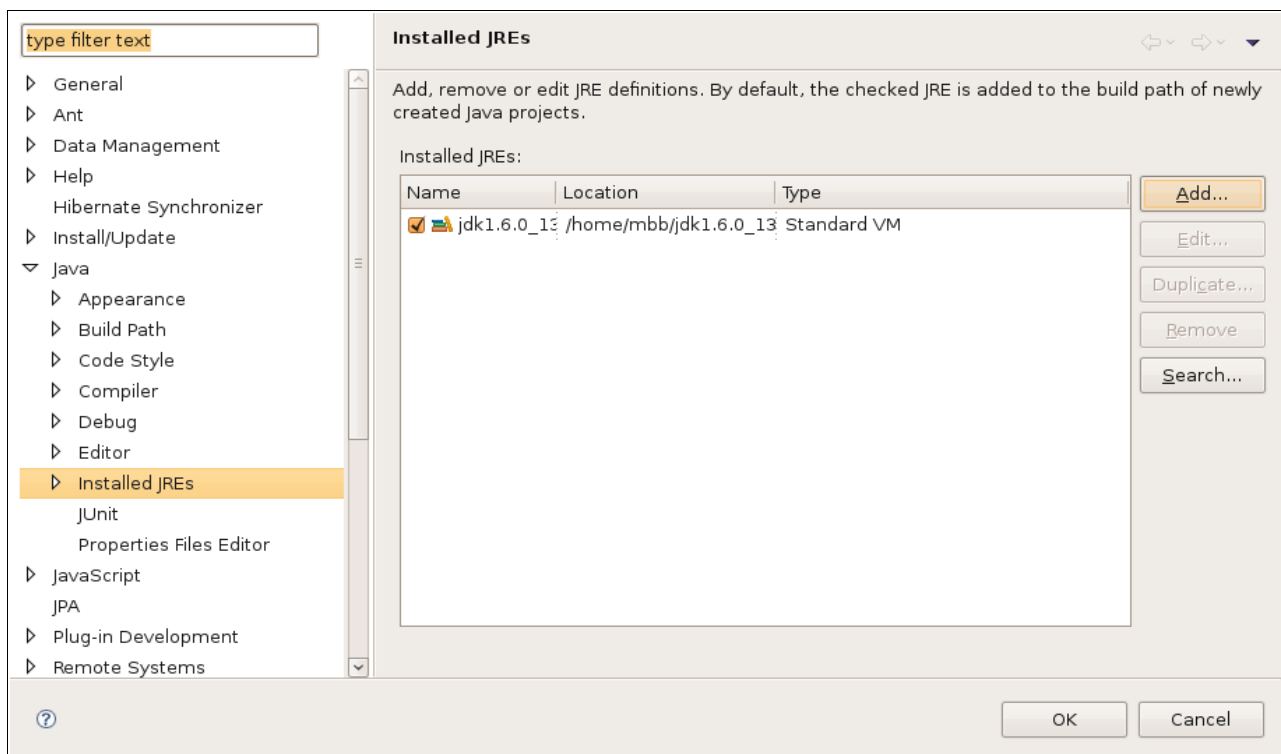 type filter text
General
Ant
Data Management
Help
Hibernate Synchronizer
Install/Update
Java
Appearance
Build Path
Code Style
Compiler
Debug
Editor
Installed JREs
JUnit
Properties Files Editor
JavaScript
JPA
Plug-in Development
Remote Systems
Installed JREs
Add, remove or edit JRE definitions. By default, the checked JRE is added to the build path of newly
created Java projects.
Installed JREs:
Name Location Type
jdk1.6.0_13 /home/mbb/jdk1.6.0_13 Standard VM
Add...
Edit...
Duplicate...
Remove
Search...
OK Cancel